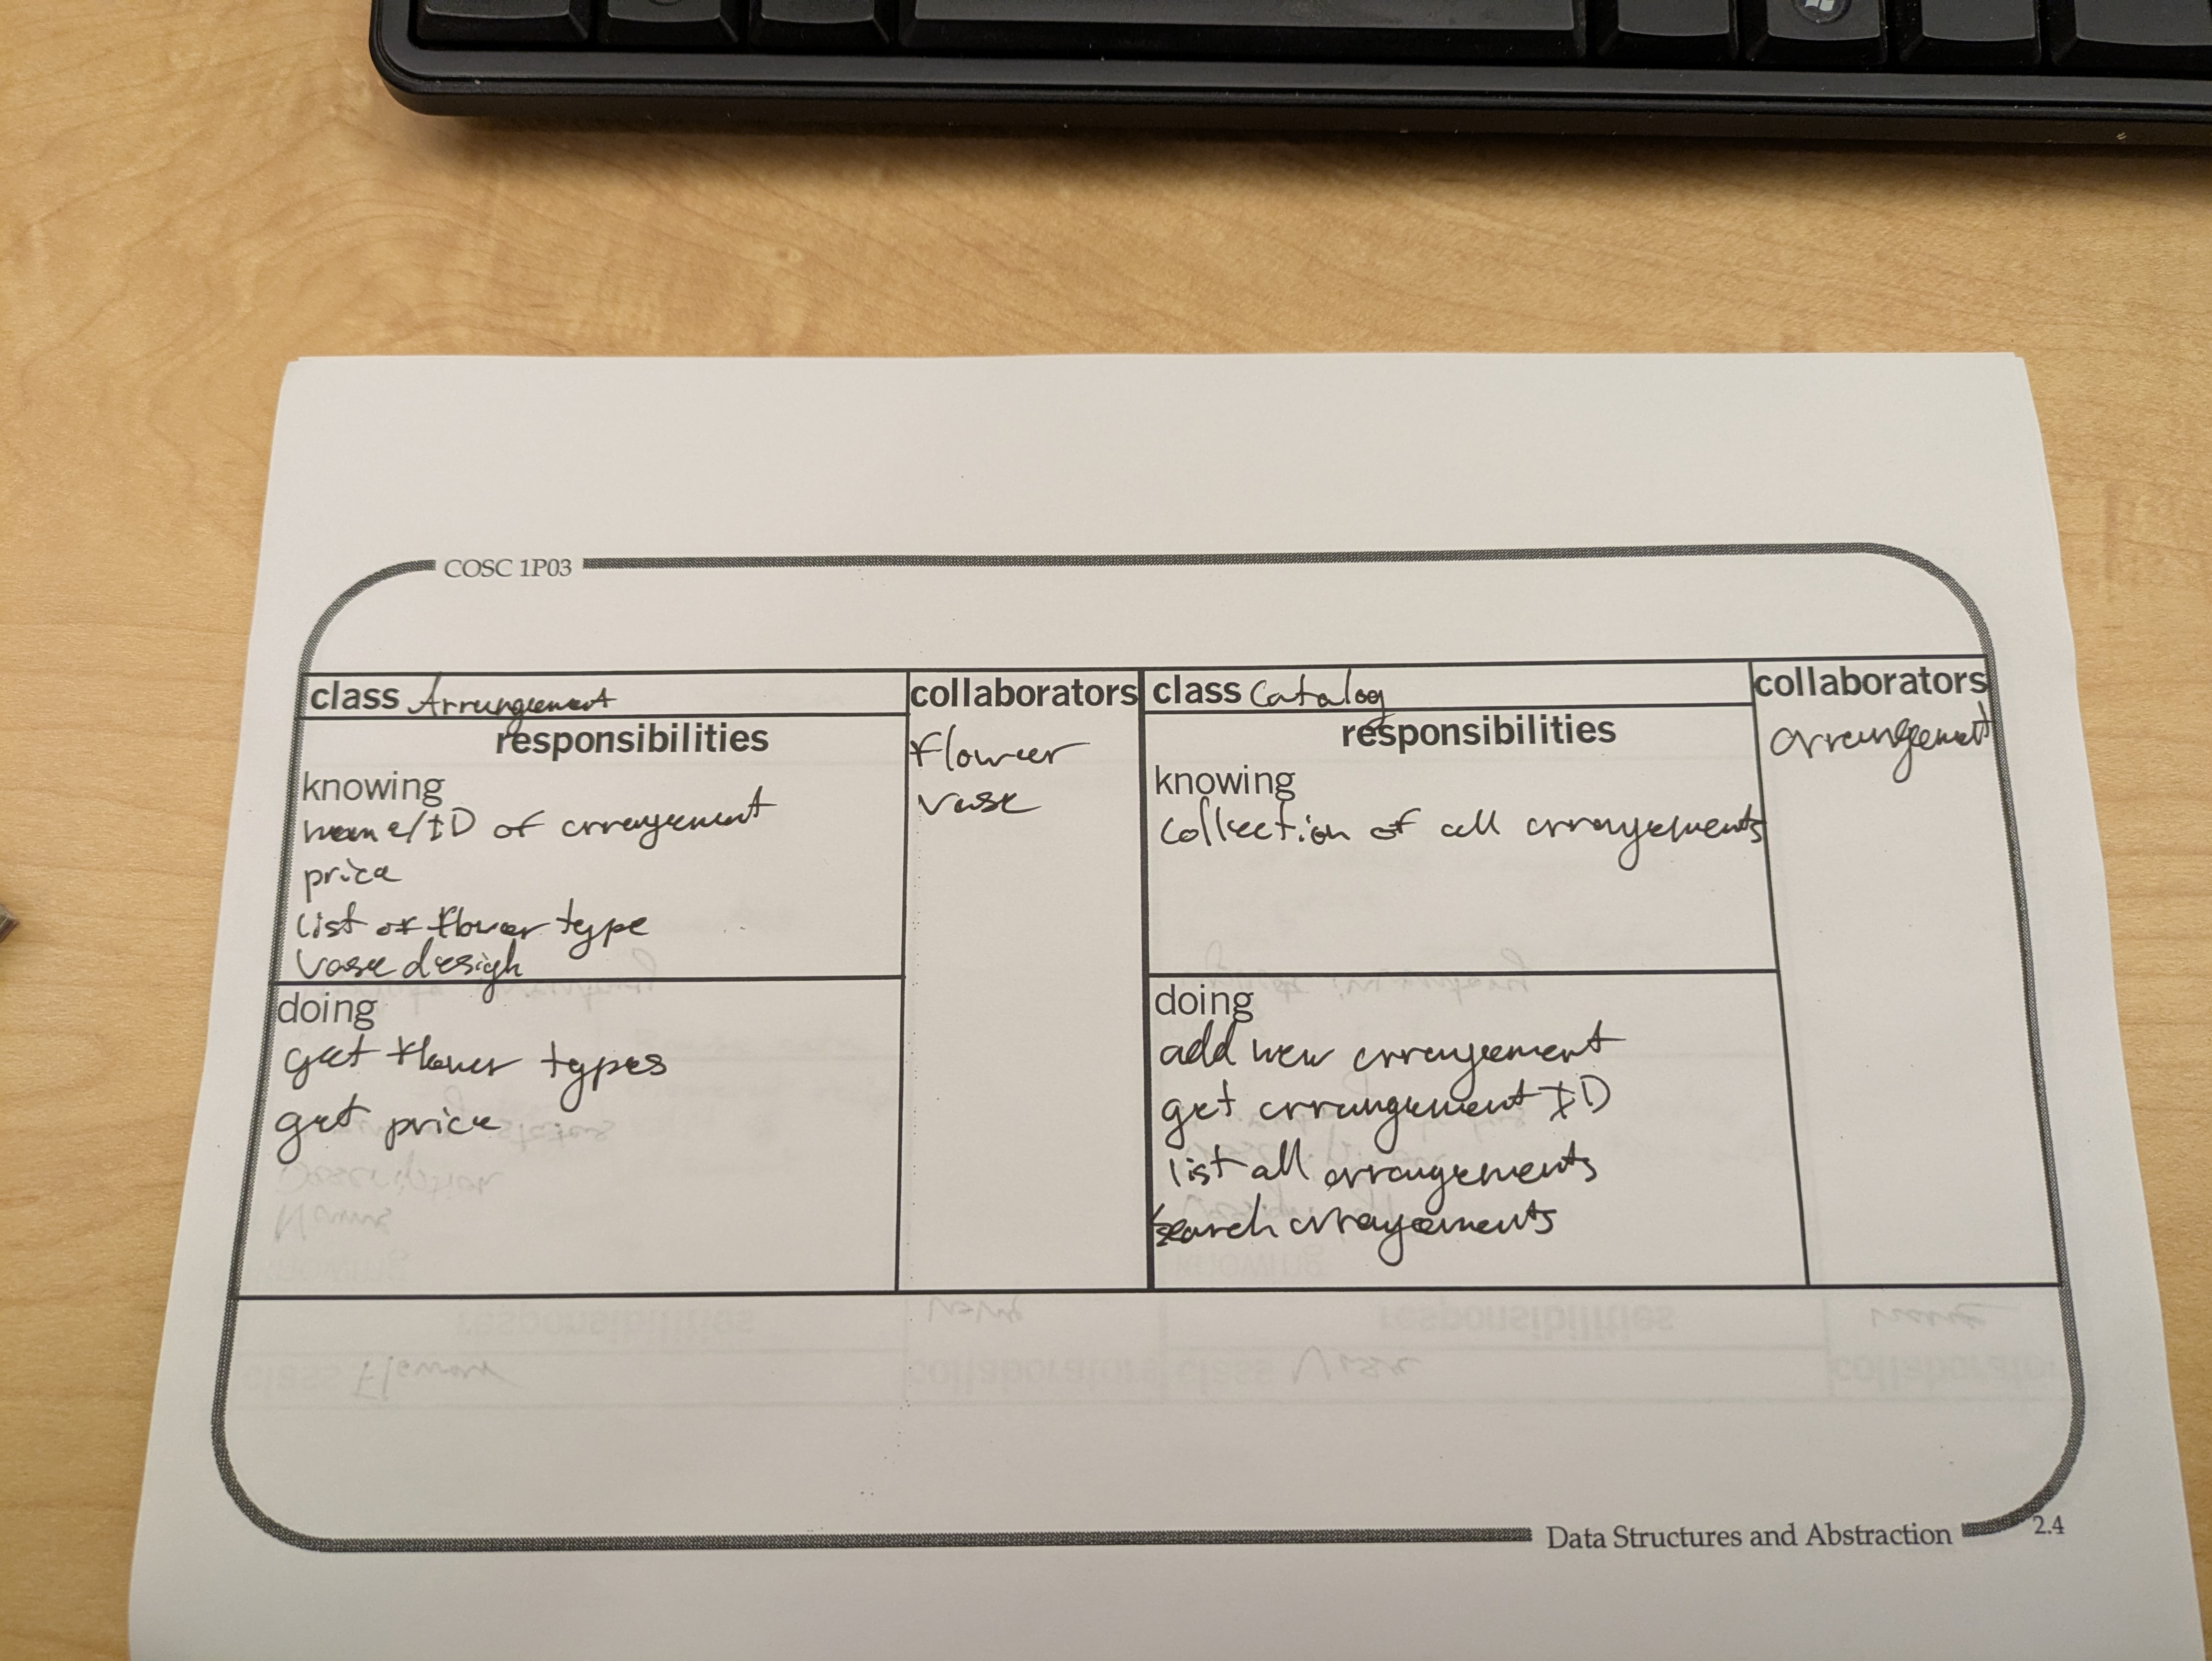 COSC 1P03
class Arrangement
collaborators
responsibilities
flower
vase
knowing
name/ID of arrangement
price
list of flower type
vase design
doing
get flower types
get price
class Catalog
collaborators
responsibilities
arrangement
knowing
collection of all arrangements
doing
add new arrangement
get arrangement ID
list all arrangements
search arrangements
Data Structures and Abstraction
2.4